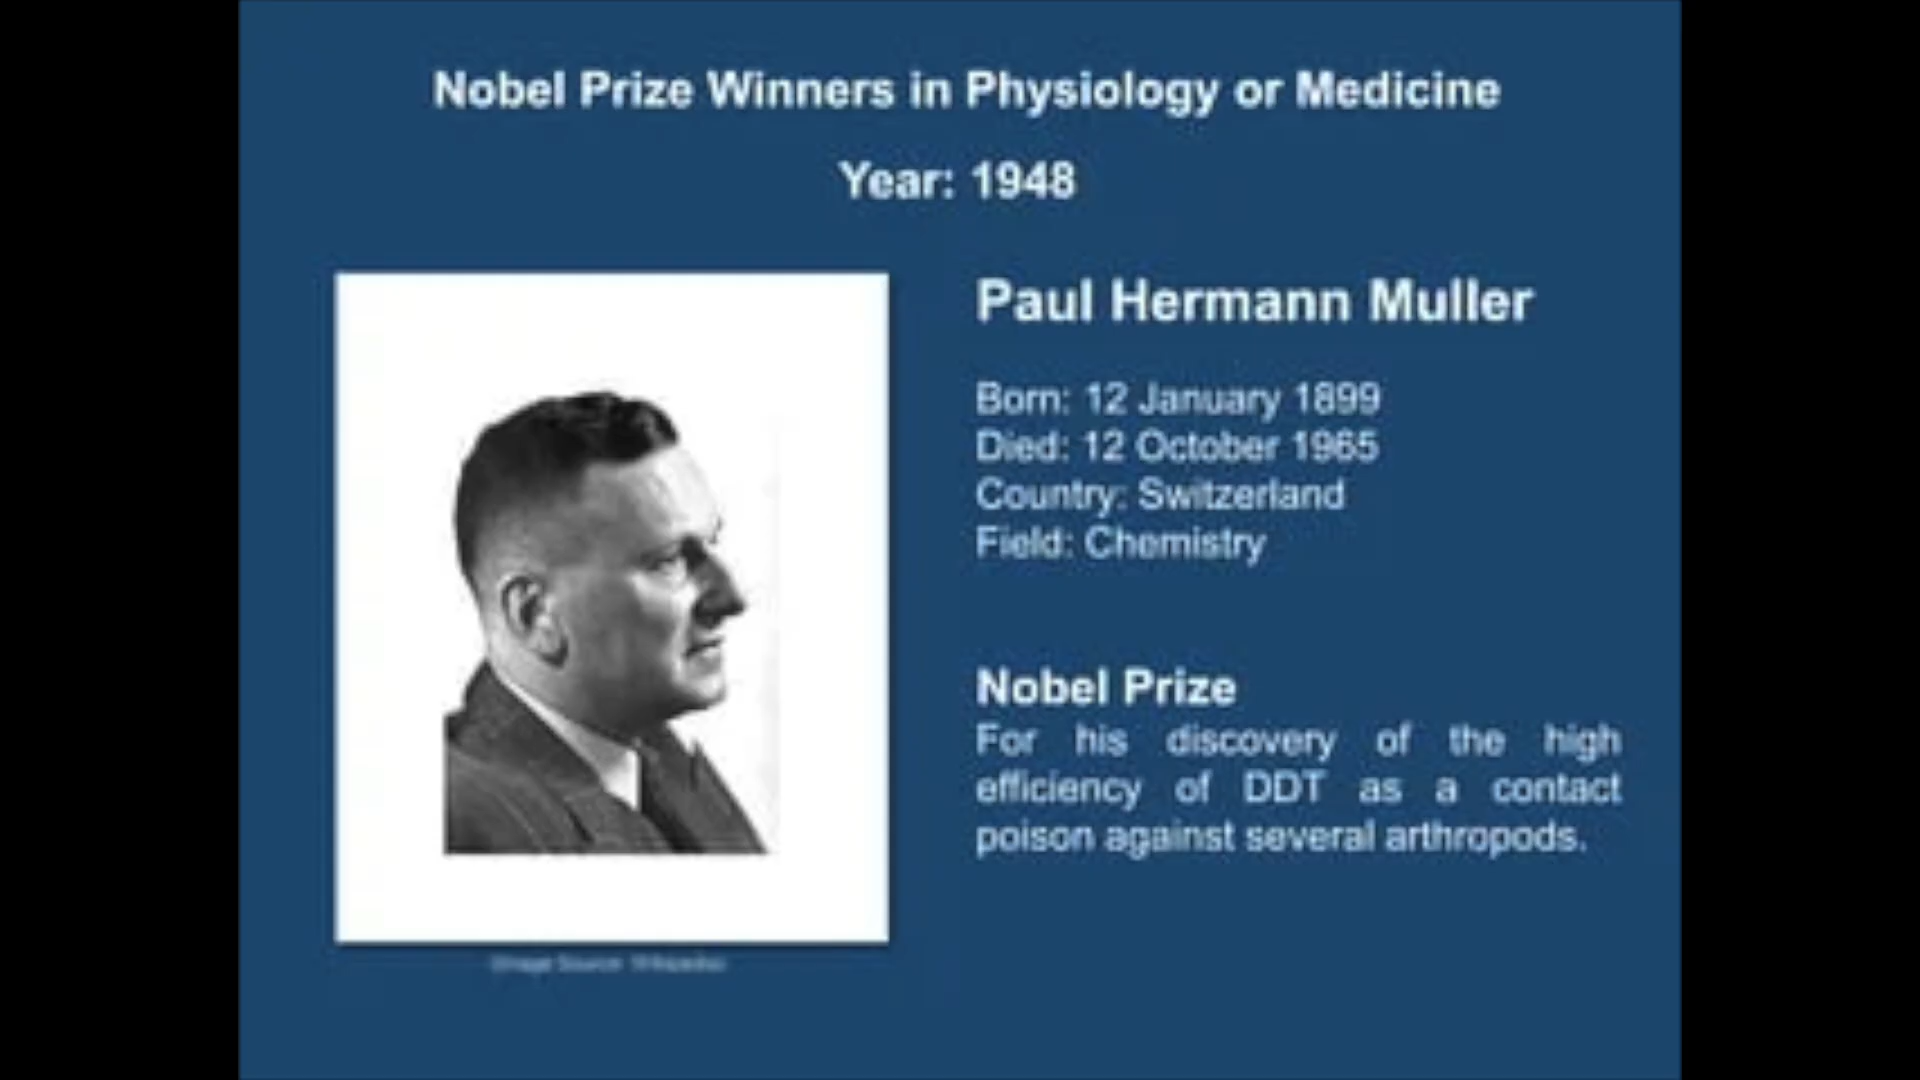 Nobel Prize Winners in Physiology or Medicine
Year: 1948
Paul Hermann Muller
Born: 12 January 1899
Died: 12 October 1965
Country: Switzerland
Field: Chemistry
Nobel Prize
For his discovery of the high
efficiency of DDT as a contact
poison against several arthropods.